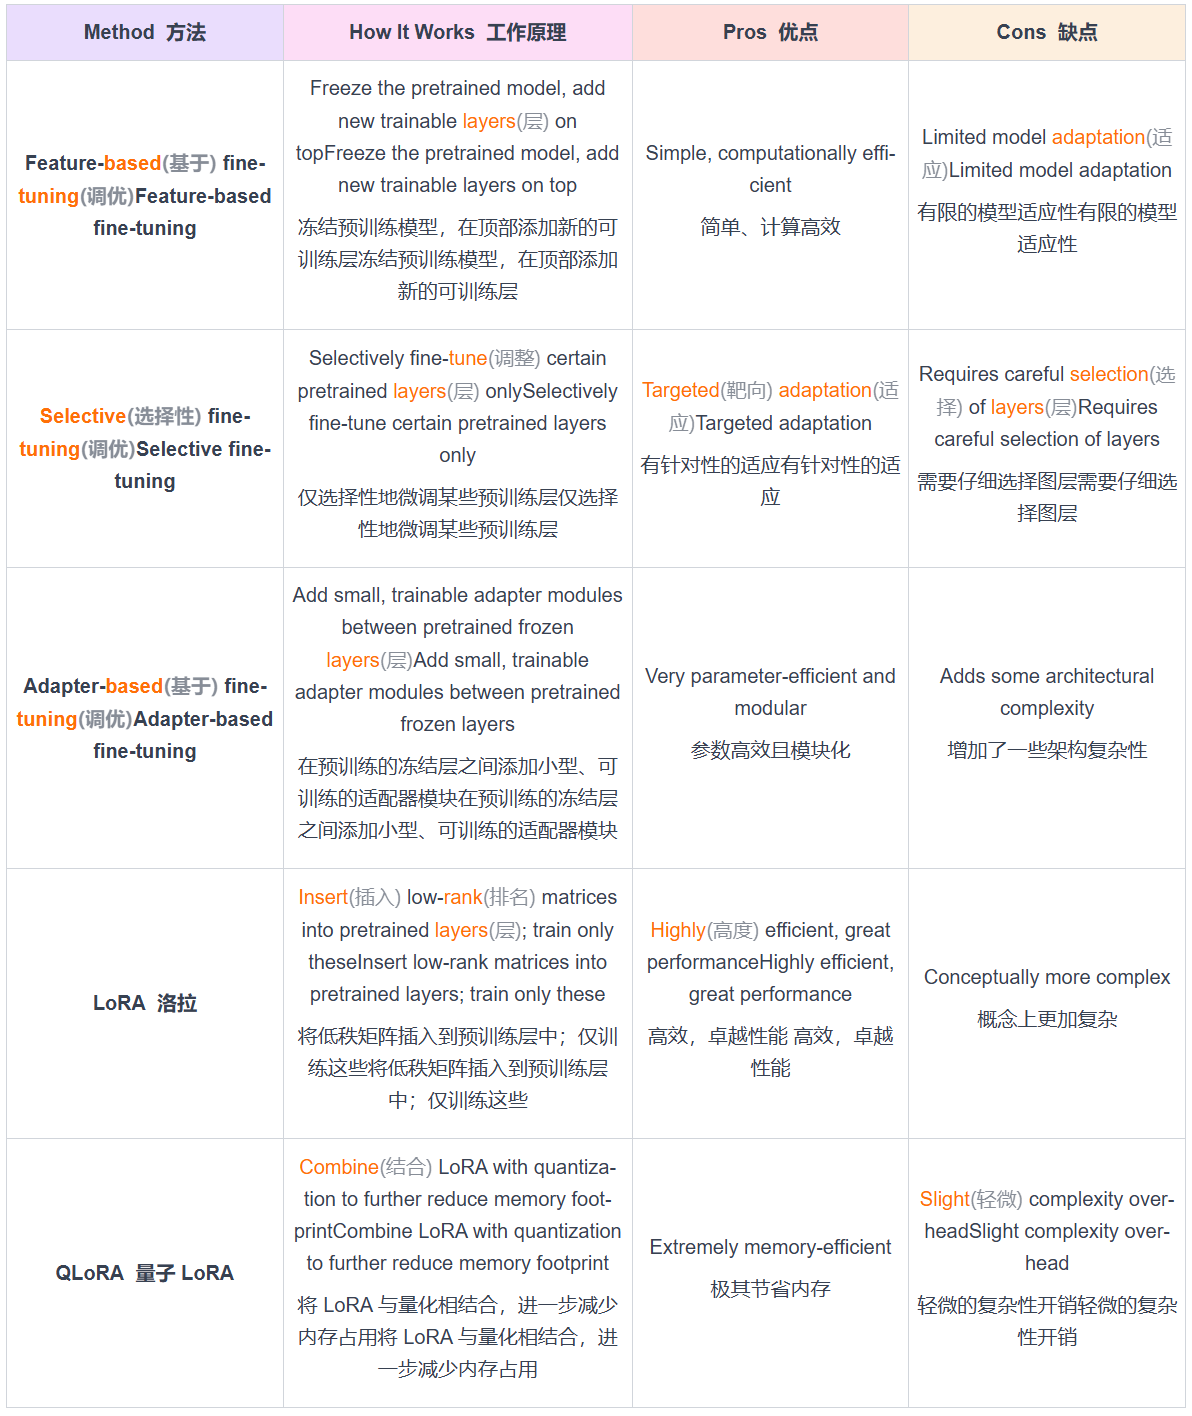 Method 方法
How It Works 工作原理
Pros 优点
Cons 缺点
Feature-based(基于) fine-
tuning(调优)Feature-based
fine-tuning
Freeze the pretrained model, add
new trainable layers(层) on
topFreeze the pretrained model, add
new trainable layers on top
冻结预训练模型，在顶部添加新的可
训练层冻结预训练模型，在顶部添加
新的可训练层
Simple, computationally effi-
cient
简单、计算高效
Limited model adaptation(适
应)Limited model adaptation
有限的模型适应性有限的模型
适应性
Selective(选择性) fine-
tuning(调优)Selective fine-
tuning
Selectively fine-tune(调整) certain
pretrained layers(层) onlySelectively
fine-tune certain pretrained layers
only
仅选择性地微调某些预训练层仅选择
性地微调某些预训练层
Targeted(靶向) adaptation(适
应)Targeted adaptation
有针对性的适应有针对性的适
应
Requires careful selection(选
择) of layers(层)Requires
careful selection of layers
需要仔细选择图层需要仔细选
择图层
Adapter-based(基于) fine-
tuning(调优)Adapter-based
fine-tuning
Add small, trainable adapter modules
between pretrained frozen
layers(层)Add small, trainable
adapter modules between pretrained
frozen layers
在预训练的冻结层之间添加小型、可
训练的适配器模块在预训练的冻结层
之间添加小型、可训练的适配器模块
Very parameter-efficient and
modular
参数高效且模块化
Adds some architectural
complexity
增加了一些架构复杂性
LoRA 洛拉
Insert(插入) low-rank(排名) matrices
into pretrained layers(层); train only
theseInsert low-rank matrices into
pretrained layers; train only these
将低秩矩阵插入到预训练层中；仅训
练这些将低秩矩阵插入到预训练层
中；仅训练这些
Highly(高度) efficient, great
performanceHighly efficient,
great performance
高效，卓越性能 高效，卓越
性能
Conceptually more complex
概念上更加复杂
QLoRA 量子 LoRA
Combine(结合) LoRA with quantiza-
tion to further reduce memory foot-
printCombine LoRA with quantization
to further reduce memory footprint
将 LoRA 与量化相结合，进一步减少
内存占用将 LoRA 与量化相结合，进
一步减少内存占用
Extremely memory-efficient
极其节省内存
Slight(轻微) complexity over-
headSlight complexity over-
head
轻微的复杂性开销轻微的复杂
性开销